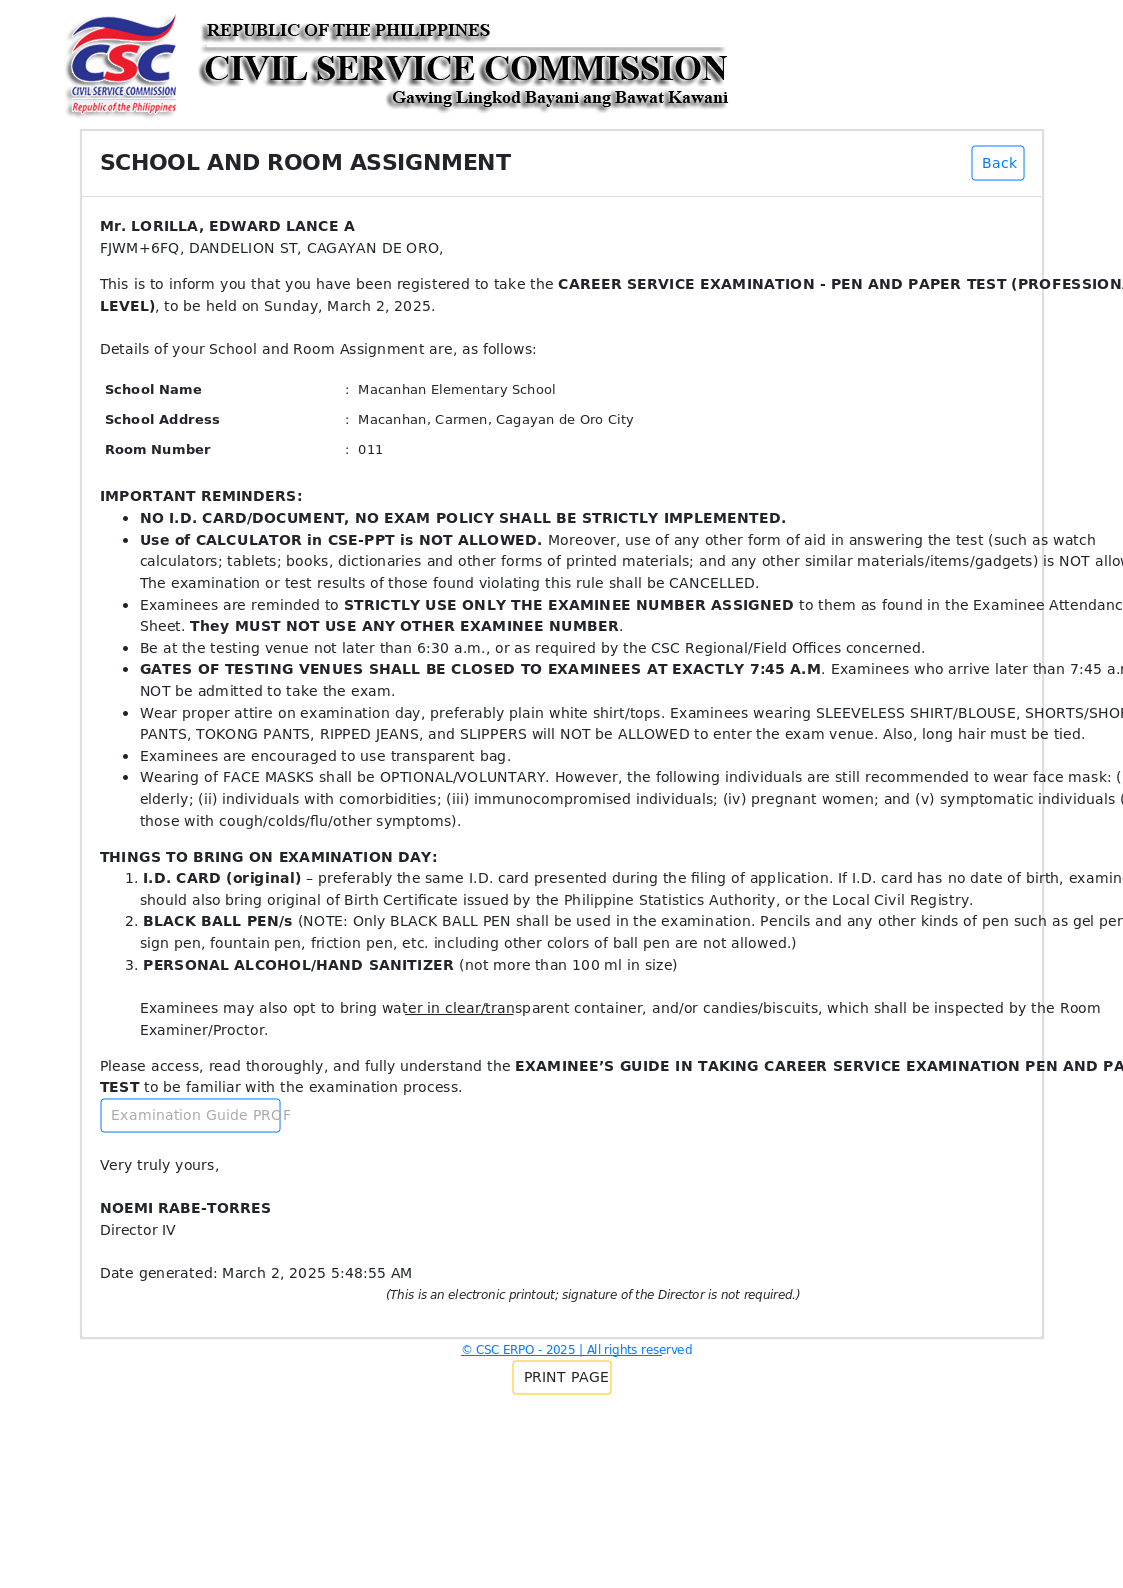 CSC
CIVIL SERVICE COMMISSION
Republic of the Philippines
REPUBLIC OF THE PHILIPPINES
CIVIL SERVICE COMMISSION
Gawing Lingkod Bayani ang Bawat Kawani
SCHOOL AND ROOM ASSIGNMENT
Back
Mr. LORILLA, EDWARD LANCE A
FJWM+6FQ, DANDELION ST, CAGAYAN DE ORO,
This is to inform you that you have been registered to take the CAREER SERVICE EXAMINATION - PEN AND PAPER TEST (PROFESSION
LEVEL), to be held on Sunday, March 2, 2025.
Details of your School and Room Assignment are, as follows:
School Name : Macanhan Elementary School
School Address : Macanhan, Carmen, Cagayan de Oro City
Room Number : 011
IMPORTANT REMINDERS:
• NO I.D. CARD/DOCUMENT, NO EXAM POLICY SHALL BE STRICTLY IMPLEMENTED.
• Use of CALCULATOR in CSE-PPT is NOT ALLOWED. Moreover, use of any other form of aid in answering the test (such as watch
calculators; tablets; books, dictionaries and other forms of printed materials; and any other similar materials/items/gadgets) is NOT allow
The examination or test results of those found violating this rule shall be CANCELLED.
• Examinees are reminded to STRICTLY USE ONLY THE EXAMINEE NUMBER ASSIGNED to them as found in the Examinee Attendanc
Sheet. They MUST NOT USE ANY OTHER EXAMINEE NUMBER.
• Be at the testing venue not later than 6:30 a.m., or as required by the CSC Regional/Field Offices concerned.
• GATES OF TESTING VENUES SHALL BE CLOSED TO EXAMINEES AT EXACTLY 7:45 A.M. Examinees who arrive later than 7:45 a.m
NOT be admitted to take the exam.
• Wear proper attire on examination day, preferably plain white shirt/tops. Examinees wearing SLEEVELESS SHIRT/BLOUSE, SHORTS/SHOR
PANTS, TOKONG PANTS, RIPPED JEANS, and SLIPPERS will NOT be ALLOWED to enter the exam venue. Also, long hair must be tied.
• Examinees are encouraged to use transparent bag.
• Wearing of FACE MASKS shall be OPTIONAL/VOLUNTARY. However, the following individuals are still recommended to wear face mask: (
elderly; (ii) individuals with comorbidities; (iii) immunocompromised individuals; (iv) pregnant women; and (v) symptomatic individuals (
those with cough/colds/flu/other symptoms).
THINGS TO BRING ON EXAMINATION DAY:
1. I.D. CARD (original) – preferably the same I.D. card presented during the filing of application. If I.D. card has no date of birth, examin
should also bring original of Birth Certificate issued by the Philippine Statistics Authority, or the Local Civil Registry.
2. BLACK BALL PEN/s (NOTE: Only BLACK BALL PEN shall be used in the examination. Pencils and any other kinds of pen such as gel pen
sign pen, fountain pen, friction pen, etc. including other colors of ball pen are not allowed.)
3. PERSONAL ALCOHOL/HAND SANITIZER (not more than 100 ml in size)
Examinees may also opt to bring water in clear/transparent container, and/or candies/biscuits, which shall be inspected by the Room
Examiner/Proctor.
Please access, read thoroughly, and fully understand the EXAMINEE’S GUIDE IN TAKING CAREER SERVICE EXAMINATION PEN AND PA
TEST to be familiar with the examination process.
Examination Guide PROF
Very truly yours,
NOEMI RABE-TORRES
Director IV
Date generated: March 2, 2025 5:48:55 AM
(This is an electronic printout; signature of the Director is not required.)
© CSC ERPO - 2025 | All rights reserved
PRINT PAGE